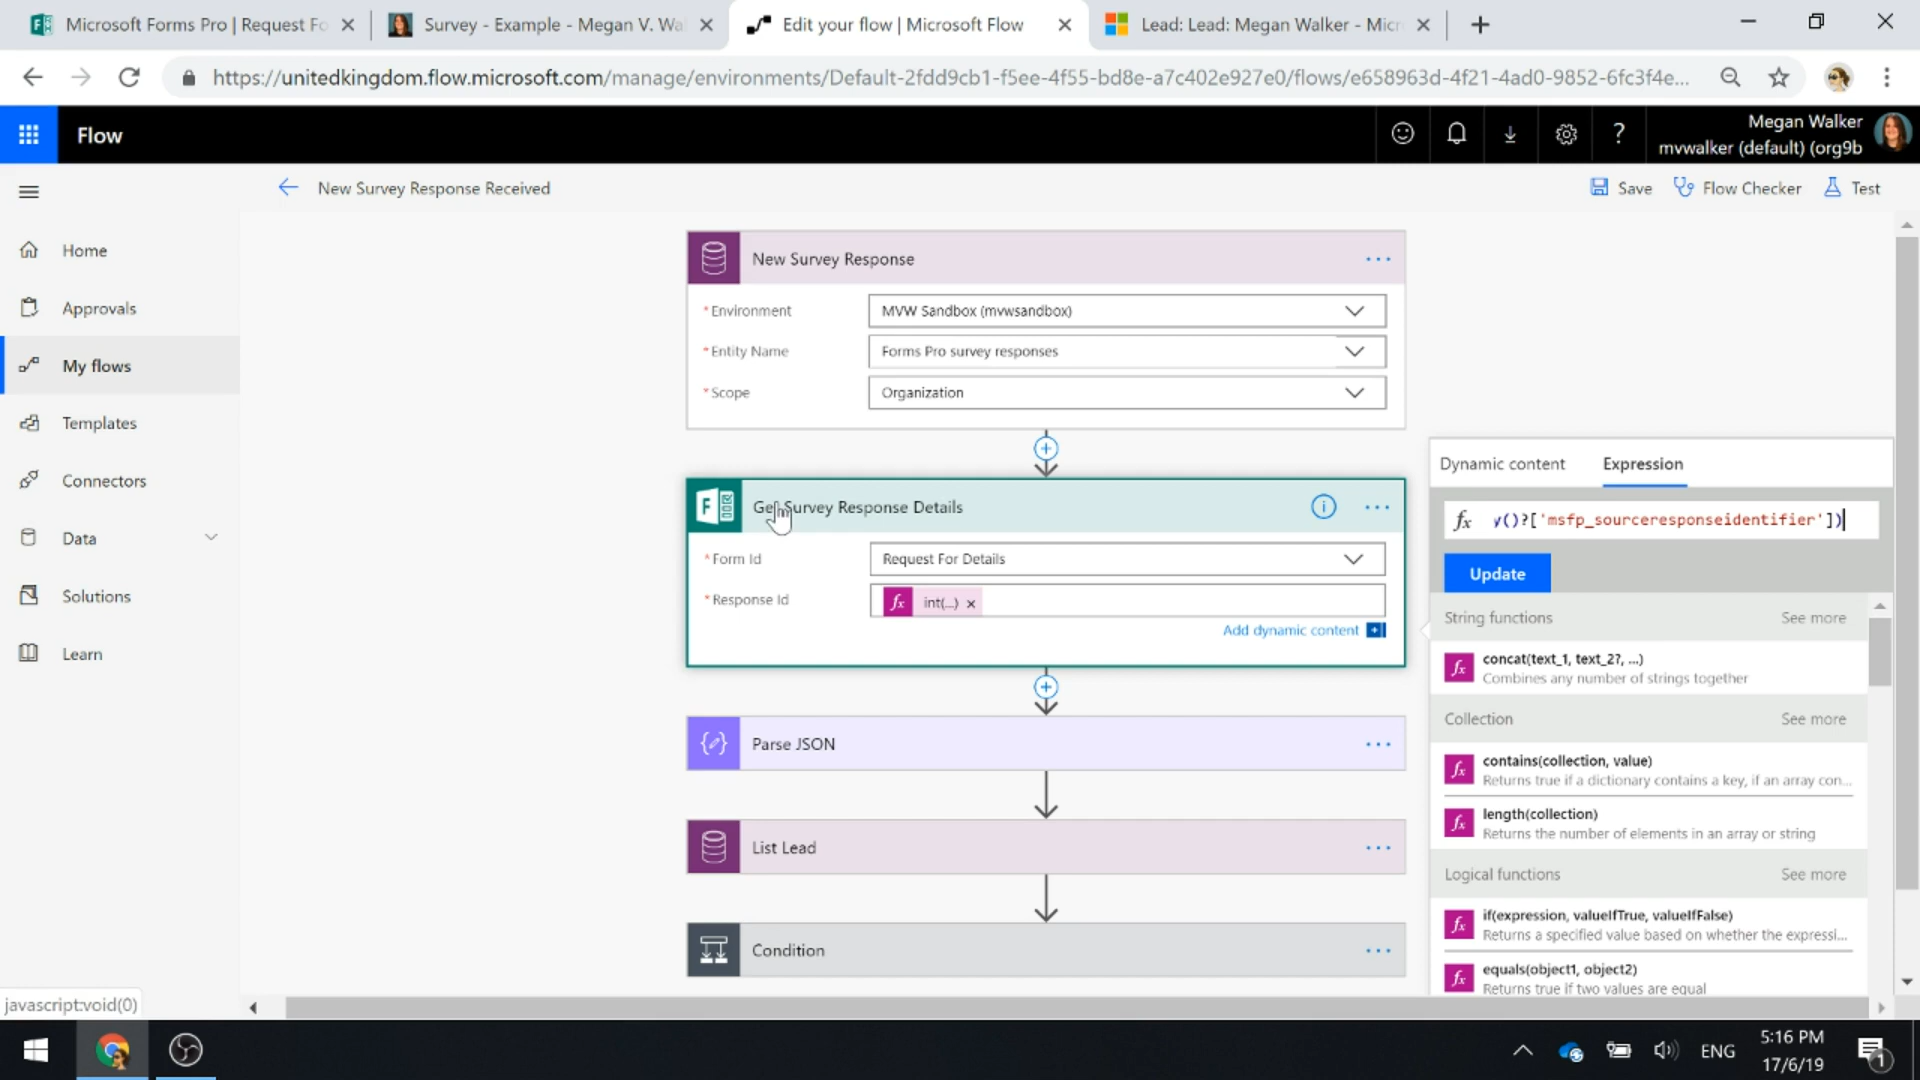 Microsoft Forms Pro | Request Fo
Survey - Example - Megan V. Wa
Edit your flow | Microsoft Flow
Lead: Lead: Megan Walker - Micr
https://unitedkingdom.flow.microsoft.com/manage/environments/Default-2fdd9cb1-f5ee-4f55-bd8e-a7c402e927e0/flows/e658963d-4f21-4ad0-9852-6fc3f4e...
Flow
Megan Walker
mvwalker (default) (org9b
New Survey Response Received
Save
Flow Checker
Test
Home
Approvals
My flows
Templates
Connectors
Data
Solutions
Learn
New Survey Response
* Environment
MVW Sandbox (mvwsandbox)
* Entity Name
Forms Pro survey responses
* Scope
Organization
Get Survey Response Details
* Form Id
Request For Details
* Response Id
fx int(...) x
Add dynamic content
Parse JSON
List Lead
Condition
Dynamic content
Expression
fx y()?['msfp_sourceresponseidentifier'])
Update
String functions
See more
fx concat(text_1, text_2?, ...)
Combines any number of strings together
Collection
See more
fx contains(collection, value)
Returns true if a dictionary contains a key, if an array con...
fx length(collection)
Returns the number of elements in an array or string
Logical functions
See more
fx if(expression, valueIfTrue, valueIfFalse)
Returns a specified value based on whether the expressi...
fx equals(object1, object2)
Returns true if two values are equal
javascript:void(0)
ENG
5:16 PM
17/6/19
1